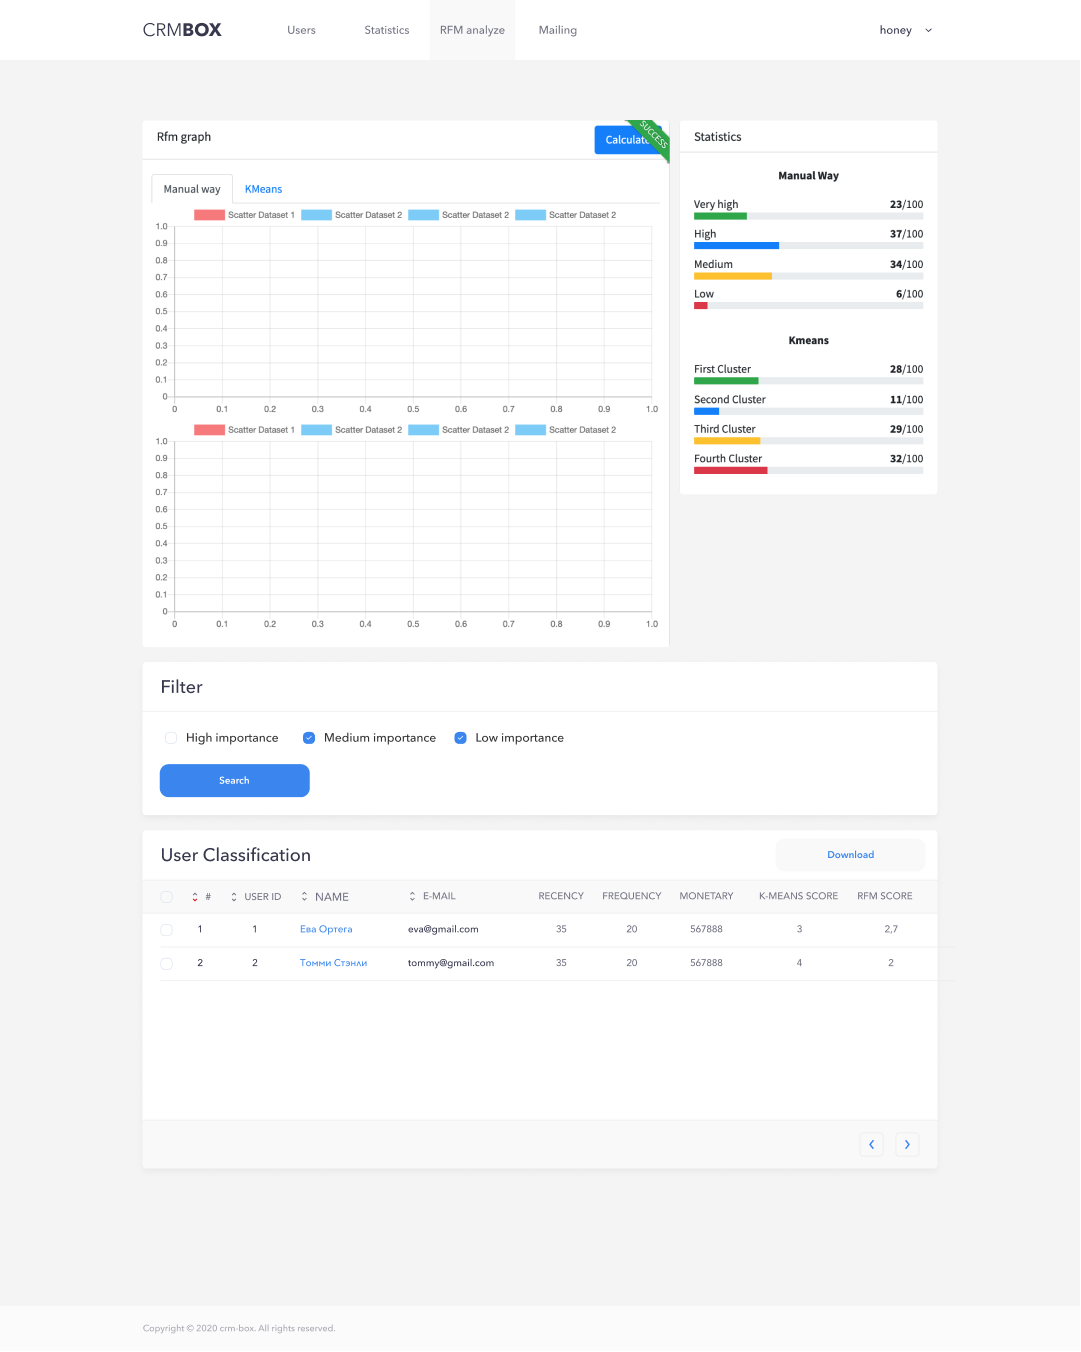 CRMBOX Users Statistics RFM analyze Mailing honey
Rfm graph
Calculate
SUCCESS
Manual way KMeans
Scatter Dataset 1 Scatter Dataset 2 Scatter Dataset 2 Scatter Dataset 2
1.0
0.9
0.8
0.7
0.6
0.5
0.4
0.3
0.2
0.1
0
0 0.1 0.2 0.3 0.4 0.5 0.6 0.7 0.8 0.9 1.0
Scatter Dataset 1 Scatter Dataset 2 Scatter Dataset 2 Scatter Dataset 2
1.0
0.9
0.8
0.7
0.6
0.5
0.4
0.3
0.2
0.1
0
0 0.1 0.2 0.3 0.4 0.5 0.6 0.7 0.8 0.9 1.0
Statistics
Manual Way
Very high 23/100
High 37/100
Medium 34/100
Low 6/100
Kmeans
First Cluster 28/100
Second Cluster 11/100
Third Cluster 29/100
Fourth Cluster 32/100
Filter
High importance Medium importance Low importance
Search
User Classification Download
# USER ID NAME E-MAIL RECENCY FREQUENCY MONETARY K-MEANS SCORE RFM SCORE
1 1 Ева Ортега eva@gmail.com 35 20 567888 3 2,7
2 2 Томми Стэнли tommy@gmail.com 35 20 567888 4 2
Copyright © 2020 crm-box. All rights reserved.